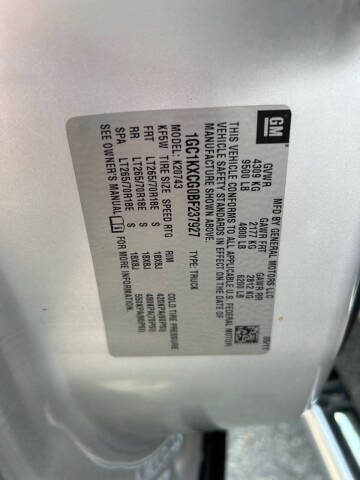 GM
MFD BY GENERAL MOTORS LLC
05/11
GVWR GAWR FRT GAWR RR
4309 KG 2177 KG 2812 KG
9500 LB 4800 LB 6200 LB
THIS VEHICLE CONFORMS TO ALL APPLICABLE U.S. FEDERAL MOTOR
VEHICLE SAFETY STANDARDS IN EFFECT ON THE DATE OF
MANUFACTURE SHOWN ABOVE.
1GC1KXCG0BF237927 TYPE: TRUCK
K20743
KF5W TIRE SIZE SPEED RTG RIM COLD TIRE PRESSURE
FRT LT265/70R18E S 18X8J
RR LT265/70R18E S 18X8J
SPA LT265/70R18E S 18X8J
SEE OWNER'S MANUAL FOR MORE INFORMATION.